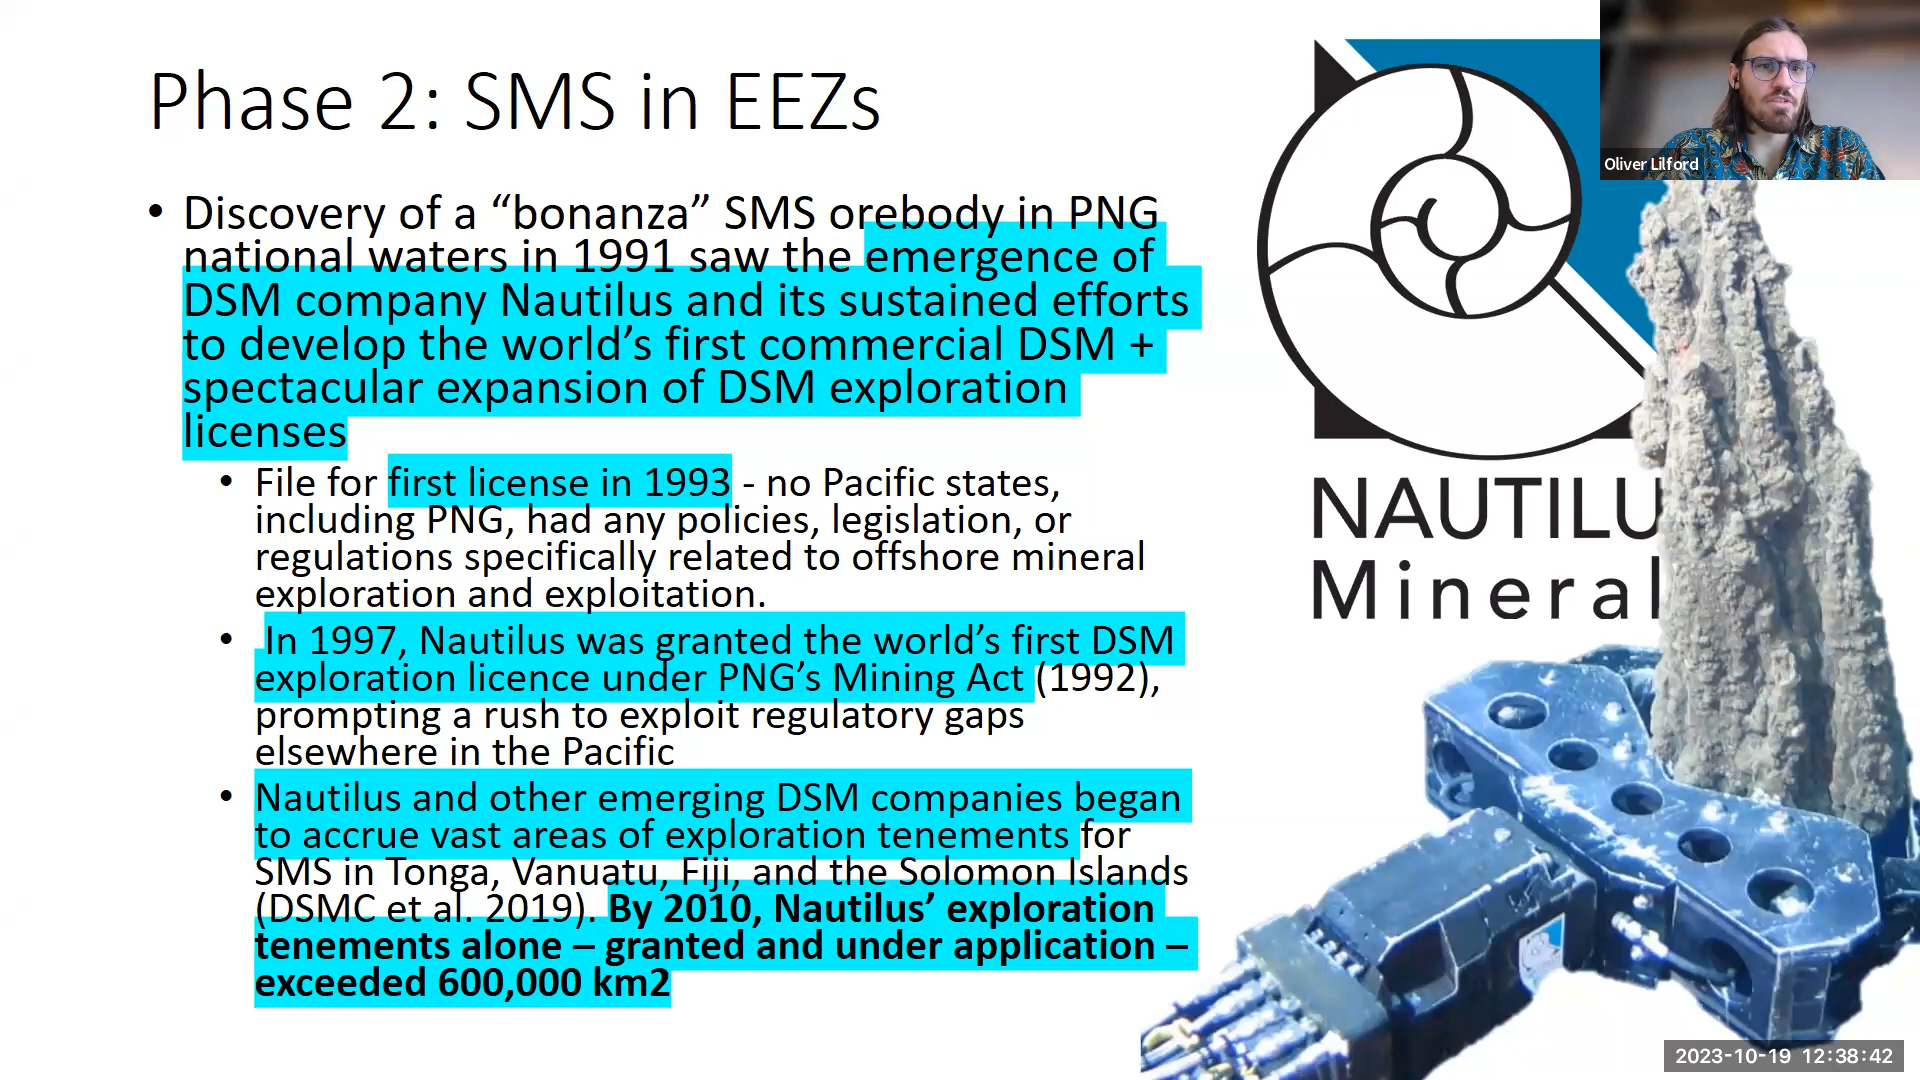 Phase 2: SMS in EEZs
• Discovery of a “bonanza” SMS orebody in PNG
national waters in 1991 saw the emergence of
DSM company Nautilus and its sustained efforts
to develop the world’s first commercial DSM +
spectacular expansion of DSM exploration
licenses
• File for first license in 1993 - no Pacific states,
including PNG, had any policies, legislation, or
regulations specifically related to offshore mineral
exploration and exploitation.
• In 1997, Nautilus was granted the world’s first DSM
exploration licence under PNG’s Mining Act (1992),
prompting a rush to exploit regulatory gaps
elsewhere in the Pacific
• Nautilus and other emerging DSM companies began
to accrue vast areas of exploration tenements for
SMS in Tonga, Vanuatu, Fiji, and the Solomon Islands
(DSMC et al. 2019). By 2010, Nautilus’ exploration
tenements alone – granted and under application –
exceeded 600,000 km2
NAUTILU
Mineral
Oliver Lilford
2023-10-19 12:38:42